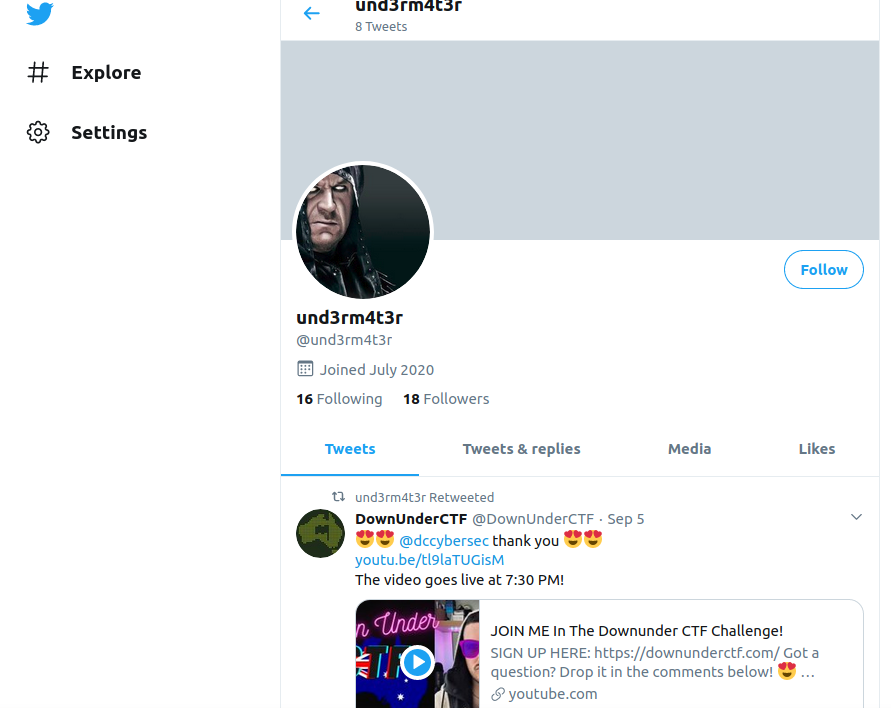 und3rm4t3r
8 Tweets
Explore
Settings
Follow
und3rm4t3r
@und3rm4t3r
Joined July 2020
16 Following 18 Followers
Tweets Tweets & replies Media Likes
und3rm4t3r Retweeted
DownUnderCTF @DownUnderCTF · Sep 5
😍😍 @dccybersec thank you 😍😍
youtu.be/tl9laTUGisM
The video goes live at 7:30 PM!
n Under
CTF
JOIN ME In The Downunder CTF Challenge!
SIGN UP HERE: https://downunderctf.com/ Got a
question? Drop it in the comments below! 😍 ...
youtube.com